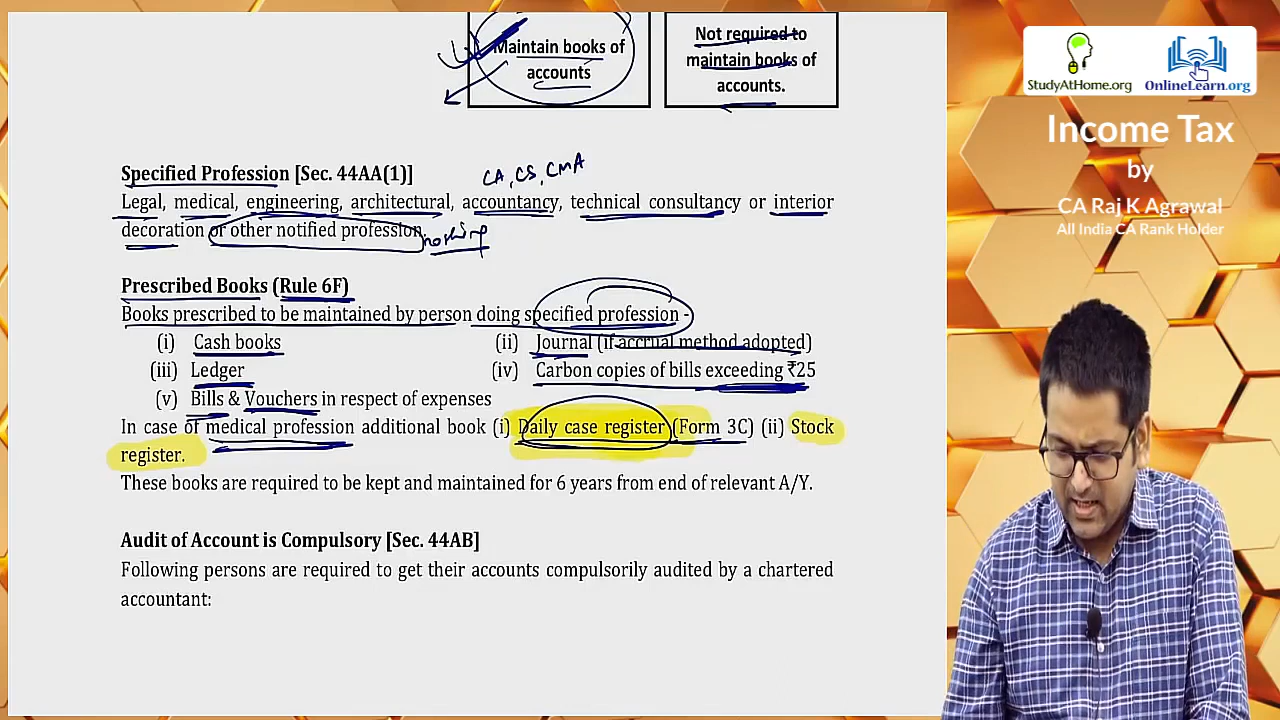 Maintain books of
accounts
Not required to
maintain books of
accounts.
StudyAtHome.org
OnlineLearn.org
Income Tax
by
CA Raj K Agrawal
All India CA Rank Holder
Specified Profession [Sec. 44AA(1)]
CA, CS, CMA
Legal, medical, engineering, architectural, accountancy, technical consultancy or interior
decoration or other notified profession.
Prescribed Books (Rule 6F)
Books prescribed to be maintained by person doing specified profession -
(i) Cash books (ii) Journal (if accrual method adopted)
(iii) Ledger (iv) Carbon copies of bills exceeding ₹25
(v) Bills & Vouchers in respect of expenses
In case of medical profession additional book (i) Daily case register (Form 3C) (ii) Stock
register.
These books are required to be kept and maintained for 6 years from end of relevant A/Y.
Audit of Account is Compulsory [Sec. 44AB]
Following persons are required to get their accounts compulsorily audited by a chartered
accountant: